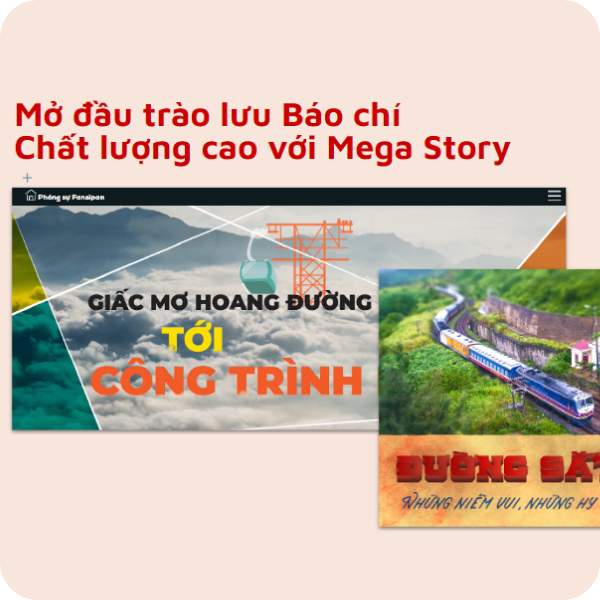 Mở đầu trào lưu Báo chí
Chất lượng cao với Mega Story
Phóng sự Fansipan
GIẤC MƠ HOANG ĐƯỜNG
TỚI
CÔNG TRÌNH
ĐƯỜNG SẮT
NHỮNG NIỀM VUI, NHỮNG HY